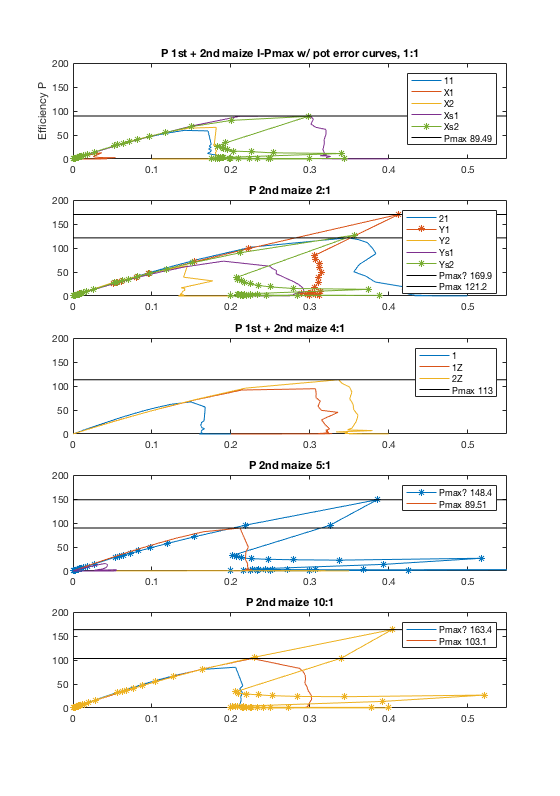 P 1st + 2nd maize I-Pmax w/ pot error curves, 1:1
Efficiency P
200
150
100
50
0
0 0.1 0.2 0.3 0.4 0.5
11
X1
X2
Xs1
Xs2
Pmax 89.49
P 2nd maize 2:1
200
150
100
50
0
0 0.1 0.2 0.3 0.4 0.5
21
Y1
Y2
Ys1
Ys2
Pmax? 169.9
Pmax 121.2
P 1st + 2nd maize 4:1
200
150
100
50
0
0 0.1 0.2 0.3 0.4 0.5
1
1Z
2Z
Pmax 113
P 2nd maize 5:1
200
150
100
50
0
0 0.1 0.2 0.3 0.4 0.5
Pmax? 148.4
Pmax 89.51
P 2nd maize 10:1
200
150
100
50
0
0 0.1 0.2 0.3 0.4 0.5
Pmax? 163.4
Pmax 103.1